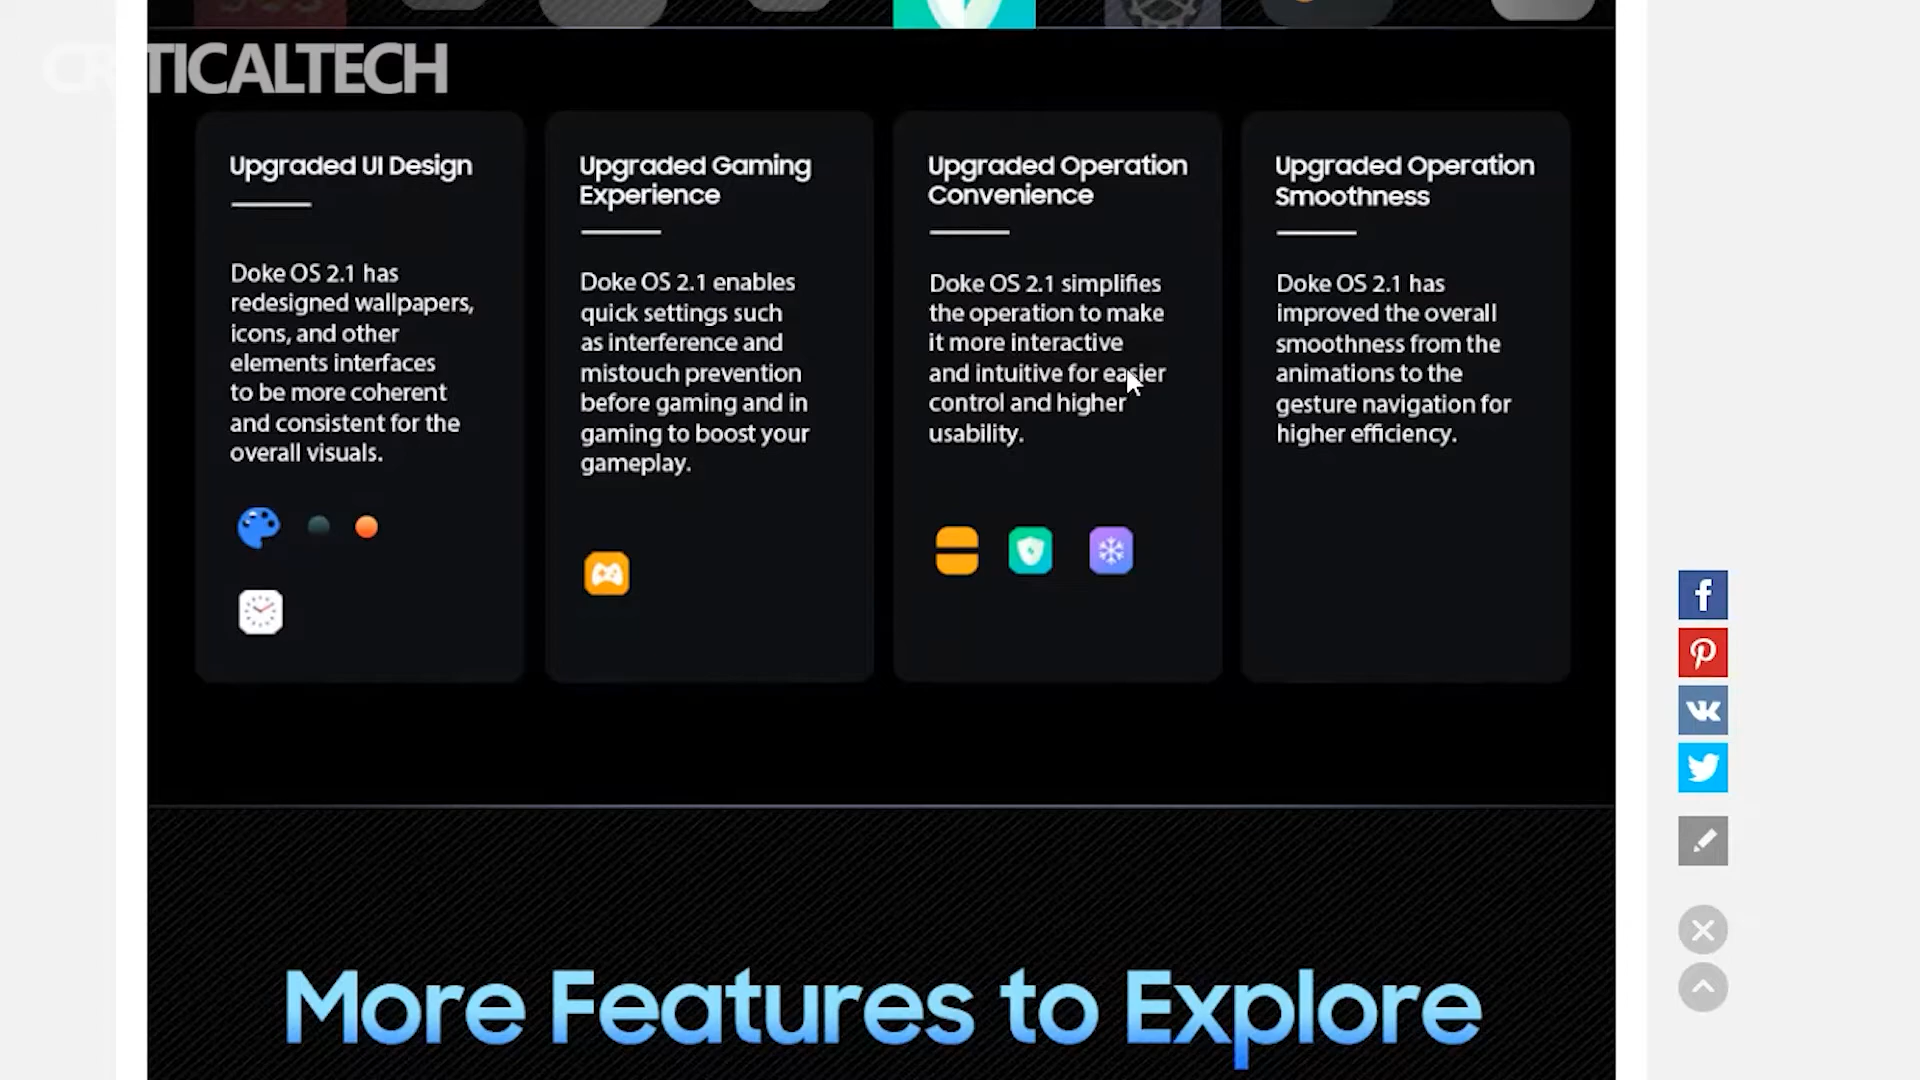 CRITICALTECH
Upgraded UI Design
Doke OS 2.1 has
redesigned wallpapers,
icons, and other
elements interfaces
to be more coherent
and consistent for the
overall visuals.
Upgraded Gaming
Experience
Doke OS 2.1 enables
quick settings such
as interference and
mistouch prevention
before gaming and in
gaming to boost your
gameplay.
Upgraded Operation
Convenience
Doke OS 2.1 simplifies
the operation to make
it more interactive
and intuitive for easier
control and higher
usability.
Upgraded Operation
Smoothness
Doke OS 2.1 has
improved the overall
smoothness from the
animations to the
gesture navigation for
higher efficiency.
More Features to Explore